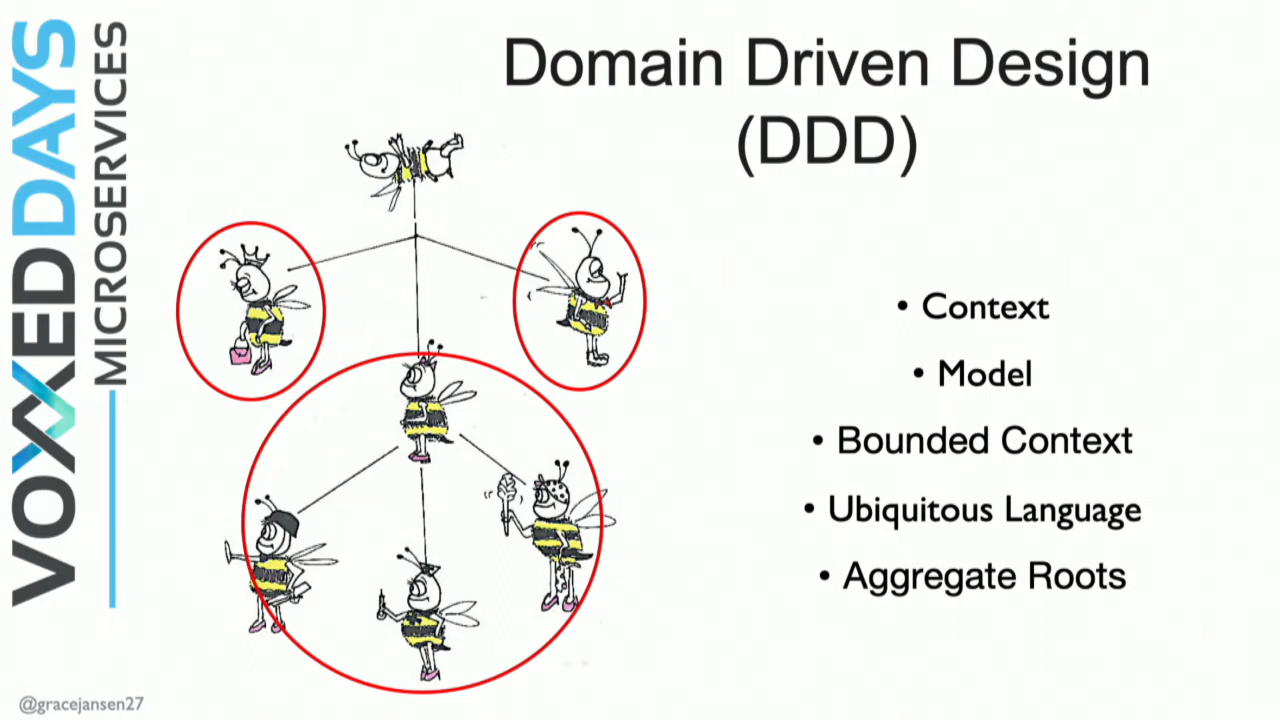 VOXXED DAYS
MICROSERVICES
Domain Driven Design
(DDD)
• Context
• Model
• Bounded Context
• Ubiquitous Language
• Aggregate Roots
@gracejansen27